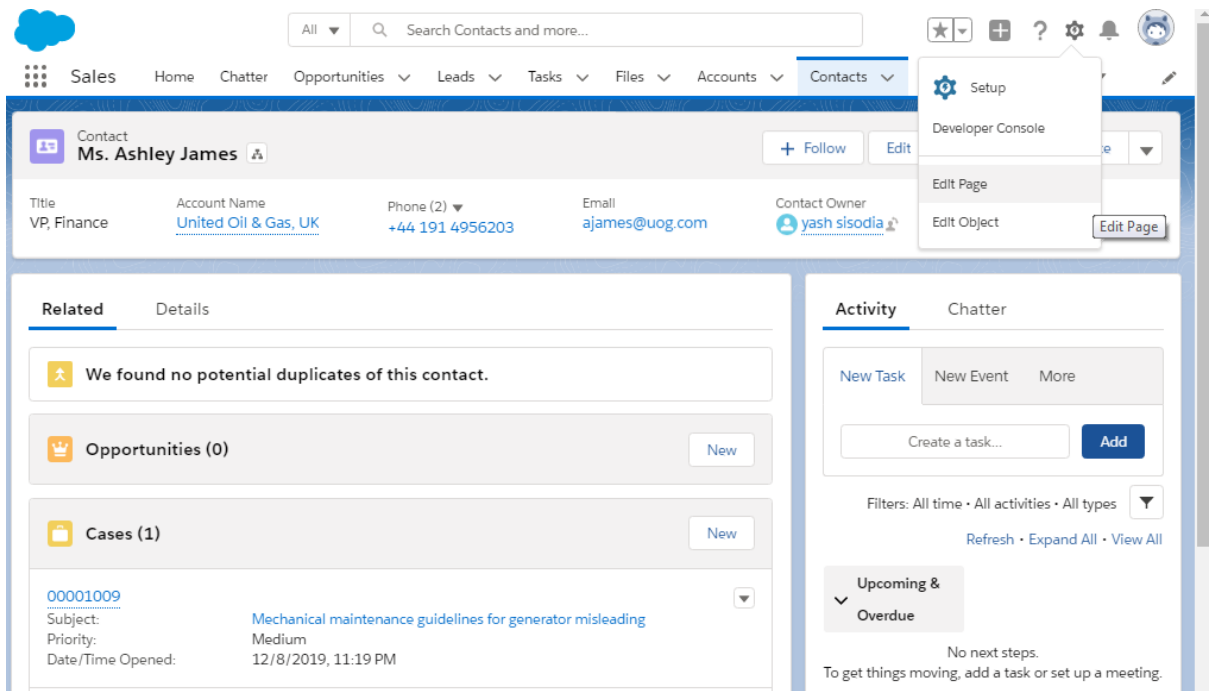 All
Search Contacts and more...
Sales Home Chatter Opportunities Leads Tasks Files Accounts Contacts
Setup
Developer Console
Edit Page
Edit Object
Edit Page
Contact
Ms. Ashley James
+ Follow Edit
Title Account Name Phone (2) Email Contact Owner
VP, Finance United Oil & Gas, UK +44 191 4956203 ajames@uog.com yash sisodia
Related Details
We found no potential duplicates of this contact.
Opportunities (0) New
Cases (1) New
00001009
Subject: Mechanical maintenance guidelines for generator misleading
Priority: Medium
Date/Time Opened: 12/8/2019, 11:19 PM
Activity Chatter
New Task New Event More
Create a task... Add
Filters: All time • All activities • All types
Refresh • Expand All • View All
Upcoming &
Overdue
No next steps.
To get things moving, add a task or set up a meeting.